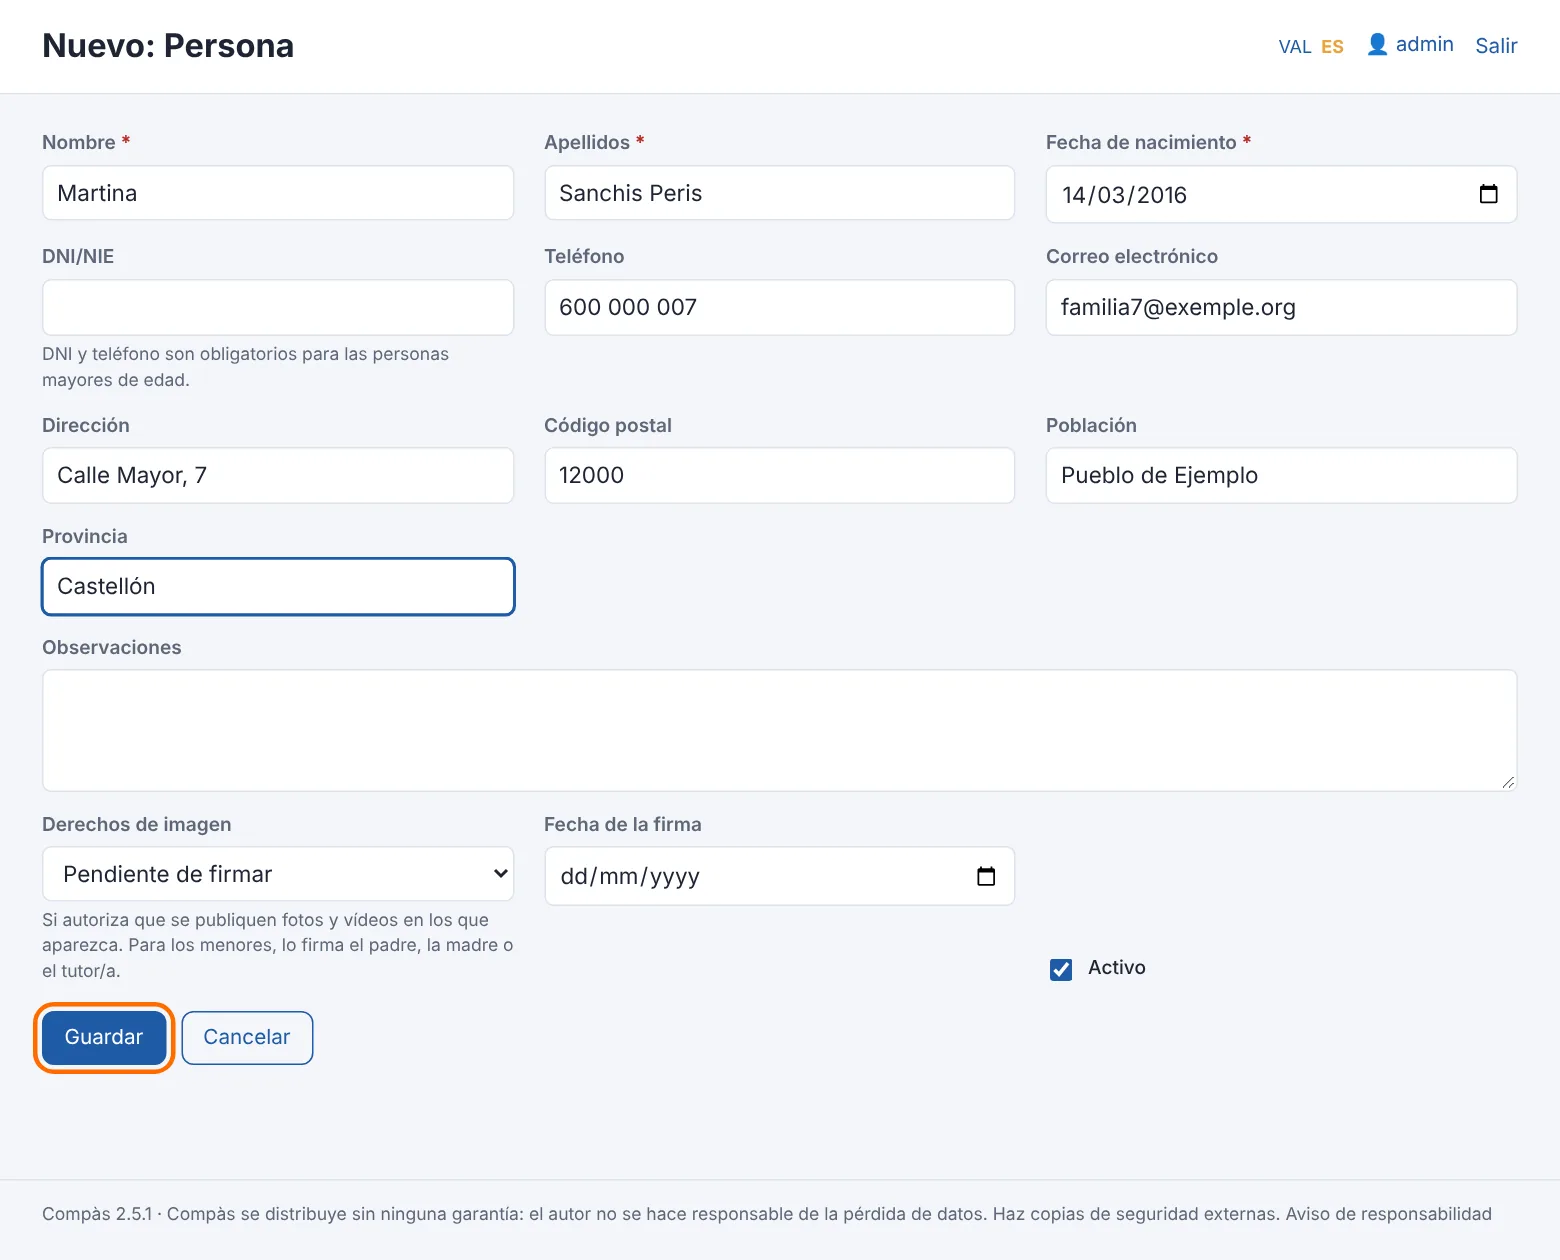 Nuevo: Persona
VAL ES admin Salir
Nombre * Apellidos * Fecha de nacimiento *
Martina Sanchis Peris 14/03/2016
DNI/NIE Teléfono Correo electrónico
600 000 007 familia7@exemple.org
DNI y teléfono son obligatorios para las personas
mayores de edad.
Dirección Código postal Población
Calle Mayor, 7 12000 Pueblo de Ejemplo
Provincia
Castellón
Observaciones
Derechos de imagen Fecha de la firma
Pendiente de firmar dd/mm/yyyy
Si autoriza que se publiquen fotos y vídeos en los que
aparezca. Para los menores, lo firma el padre, la madre o
el tutor/a.
Activo
Guardar Cancelar
Compàs 2.5.1 · Compàs se distribuye sin ninguna garantía: el autor no se hace responsable de la pérdida de datos. Haz copias de seguridad externas. Aviso de responsabilidad